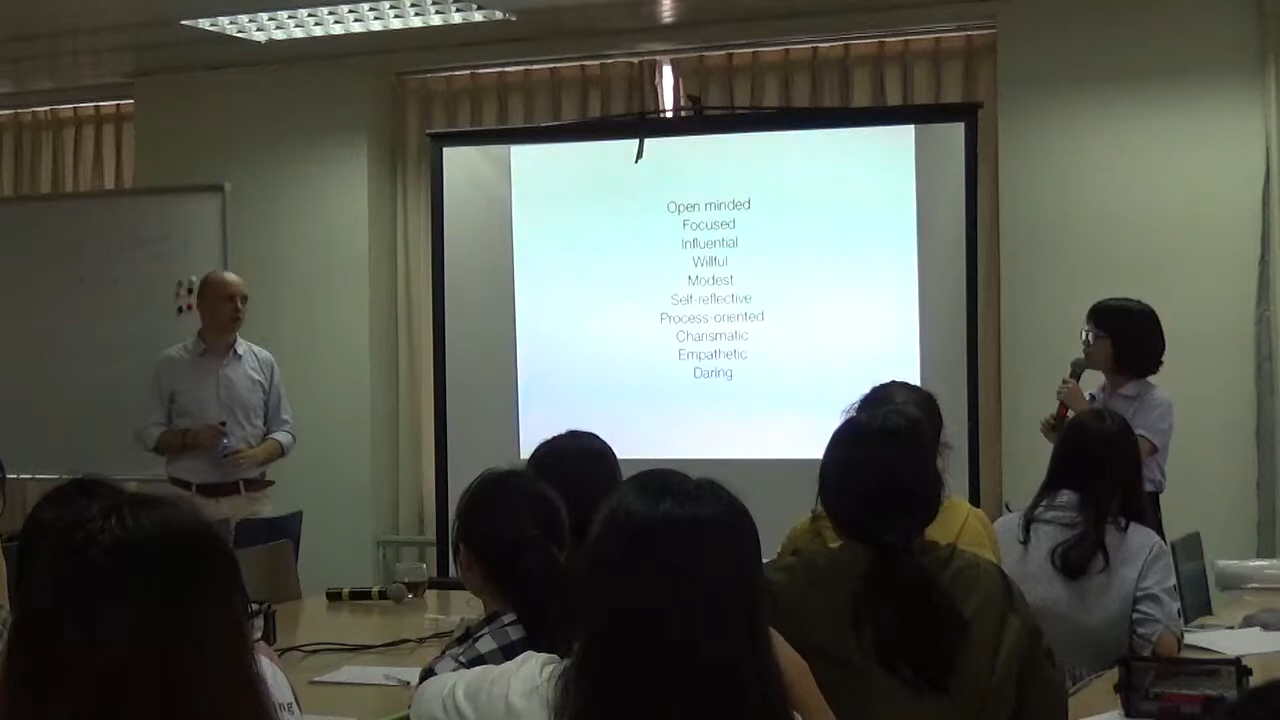 Open minded
Focused
Influential
Willful
Modest
Self-reflective
Process-oriented
Charismatic
Empathetic
Daring